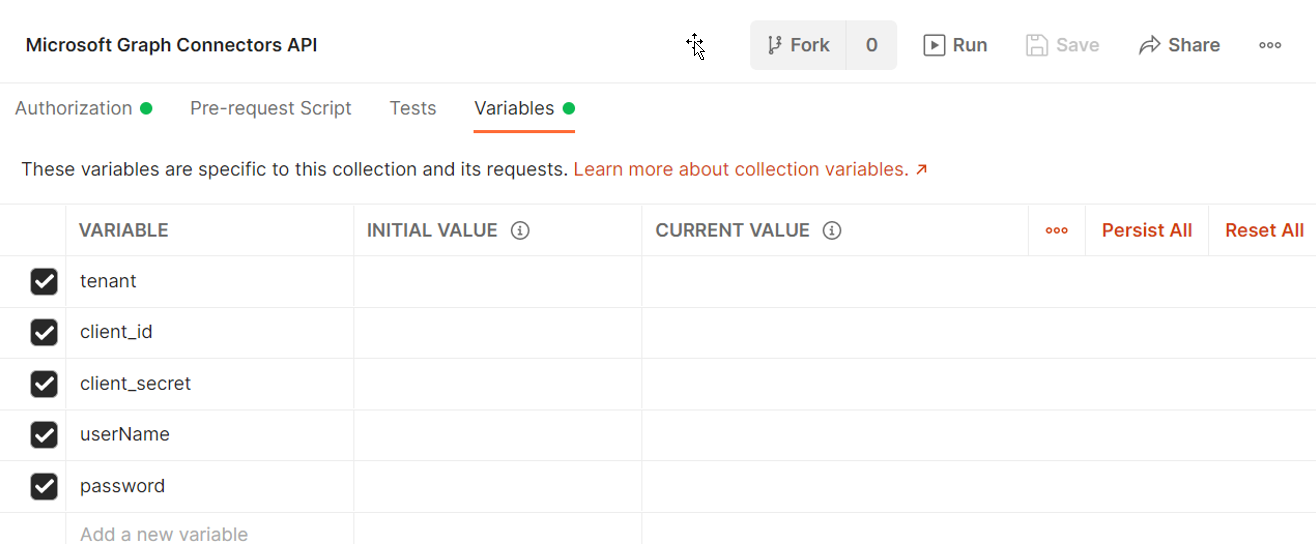 Microsoft Graph Connectors API Fork 0 Run Save Share
Authorization Pre-request Script Tests Variables
These variables are specific to this collection and its requests. Learn more about collection variables. ↗
VARIABLE INITIAL VALUE CURRENT VALUE Persist All Reset All
tenant
client_id
client_secret
userName
password
Add a new variable